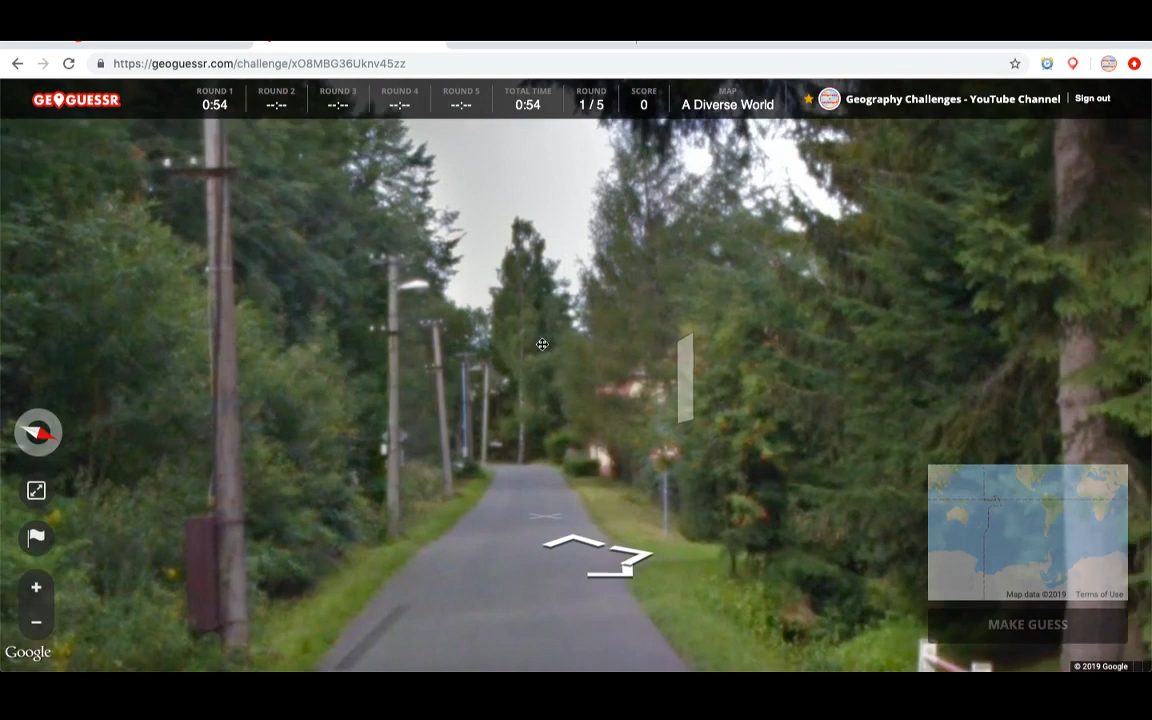 https://geoguessr.com/challenge/xO8MBG36Uknv45zz
GEOGUESSR
ROUND 1
0:54
ROUND 2
--:--
ROUND 3
--:--
ROUND 4
--:--
ROUND 5
--:--
TOTAL TIME
0:54
ROUND
1 / 5
SCORE
0
MAP
A Diverse World
Geography Challenges - YouTube Channel
Sign out
Map data ©2019
Terms of Use
MAKE GUESS
Google
© 2019 Google